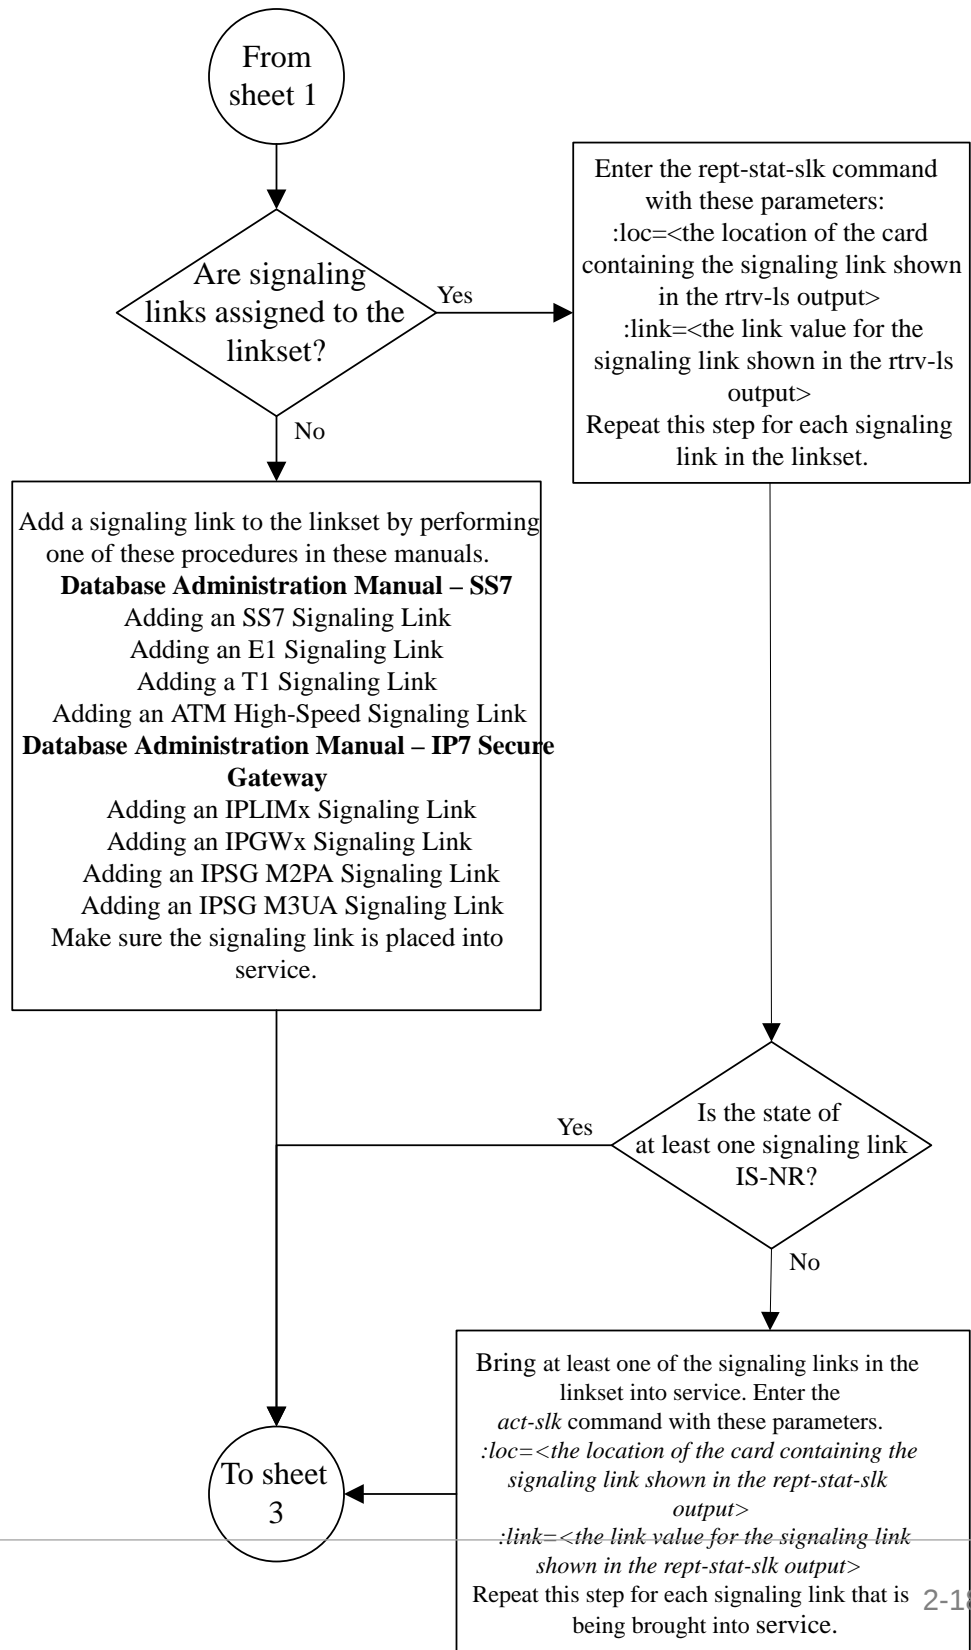 From
sheet 1
Are signaling
links assigned to the
linkset?
Yes
No
Enter the rept-stat-slk command
with these parameters:
:loc=<the location of the card
containing the signaling link shown
in the rtrv-ls output>
:link=<the link value for the
signaling link shown in the rtrv-ls
output>
Repeat this step for each signaling
link in the linkset.
Add a signaling link to the linkset by performing
one of these procedures in these manuals.
Database Administration Manual – SS7
Adding an SS7 Signaling Link
Adding an E1 Signaling Link
Adding a T1 Signaling Link
Adding an ATM High-Speed Signaling Link
Database Administration Manual – IP7 Secure
Gateway
Adding an IPLIMx Signaling Link
Adding an IPGWx Signaling Link
Adding an IPSG M2PA Signaling Link
Adding an IPSG M3UA Signaling Link
Make sure the signaling link is placed into
service.
Is the state of
at least one signaling link
IS-NR?
Yes
No
Bring at least one of the signaling links in the
linkset into service. Enter the
act-slk command with these parameters.
:loc=<the location of the card containing the
signaling link shown in the rept-stat-slk
output>
:link=<the link value for the signaling link
shown in the rept-stat-slk output>
Repeat this step for each signaling link that is
being brought into service.
To sheet
3